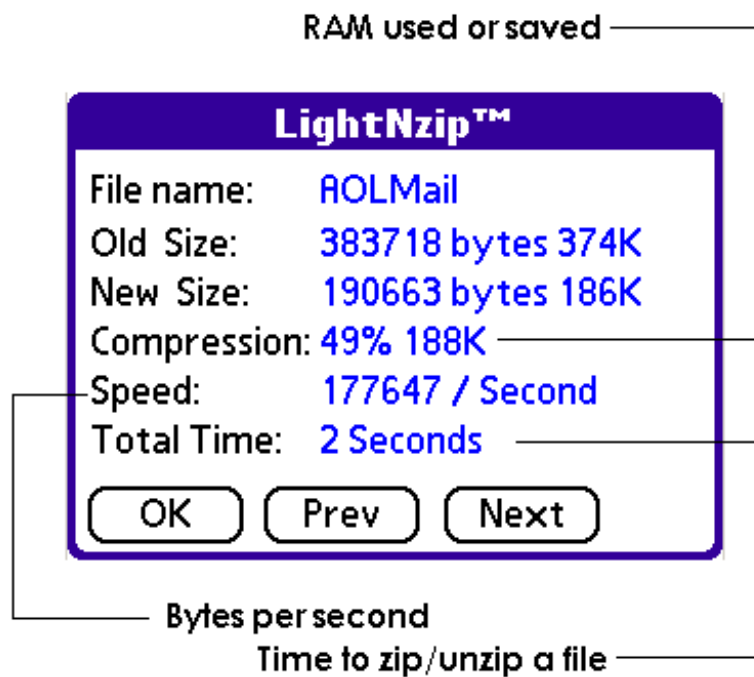 RAM used or saved
LightNzip™
File name: AOLMail
Old Size: 383718 bytes 374K
New Size: 190663 bytes 186K
Compression: 49% 188K
Speed: 177647 / Second
Total Time: 2 Seconds
OK Prev Next
Bytes per second
Time to zip/unzip a file